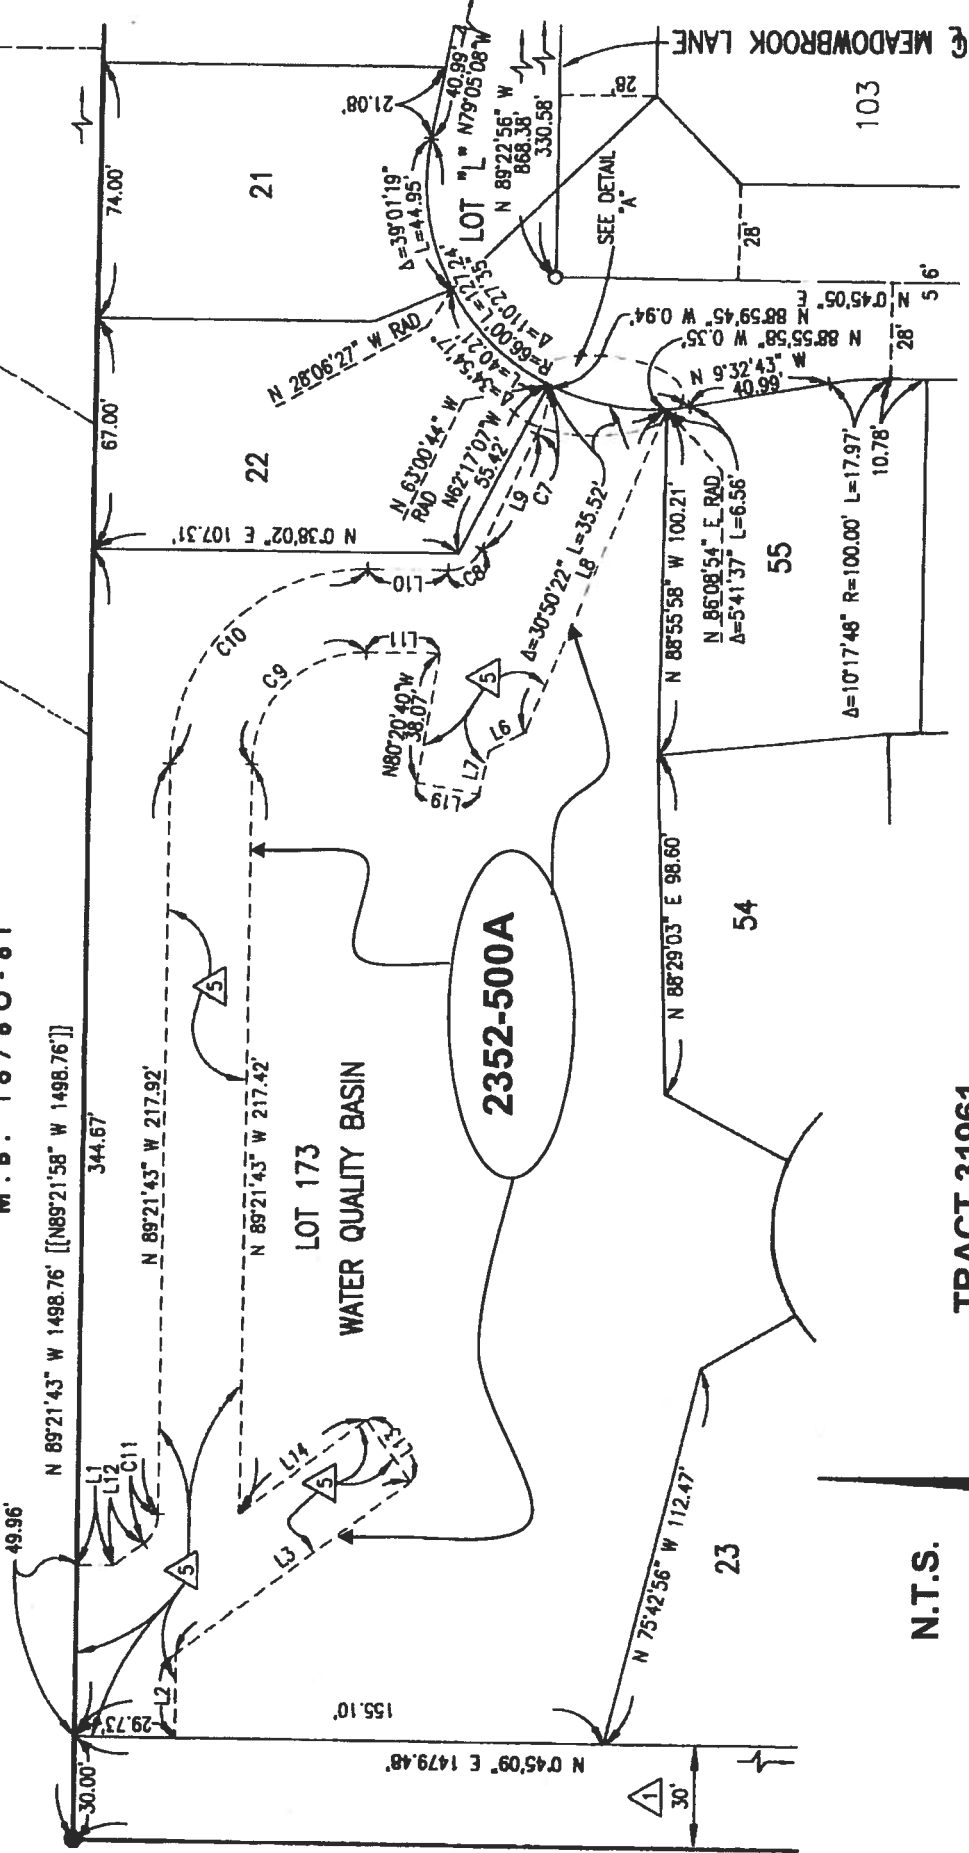 49.96'
30.00'
N 89°21'43" W 1498.76' [[N89°21'58" W 1498.76']]
344.67'
67.00'
74.00'
L1
L12
C11
29.73'
L2
155.10'
N 0°45'09" E 1479.48'
1
30'
5
N 89°21'43" W 217.92'
5
N 89°21'43" W 217.42'
LOT 173
WATER QUALITY BASIN
L14
L13
5
L3
2352-500A
C10
C9
L10
L11
C8
L9
C7
N80°20'40"W
38.07'
L19
L7
L6
5
L8
Δ=30°50'22" L=35.52'
22
N 0°38'02" E 107.31'
21
N 28°06'27" W RAD
N 63°00'44" W
RAD
N62°17'07"W
55.42'
Δ=34°54'17"
L=40.21'
R=66.00' L=127.24'
Δ=110°27'35"
Δ=39°01'19"
L=44.95'
21.08'
40.99'
N79°05'08"W
LOT "L"
N 89°22'56" W
868.38'
330.58'
SEE DETAIL
"A"
28'
℄ MEADOWBROOK LANE
103
28'
5
6'
N 0°45'05" E
28'
N 88°59'45" W 0.94'
N 88°55'58" W 0.35'
N 9°32'43" W
40.99'
N 88°55'58" W 100.21'
N 86°08'54" E RAD
Δ=5°41'37" L=6.56'
55
Δ=10°17'48" R=100.00' L=17.97'
10.78'
N 88°29'03" E 98.60'
54
N 75°42'56" W 112.47'
23
N.T.S.
TRACT 31961